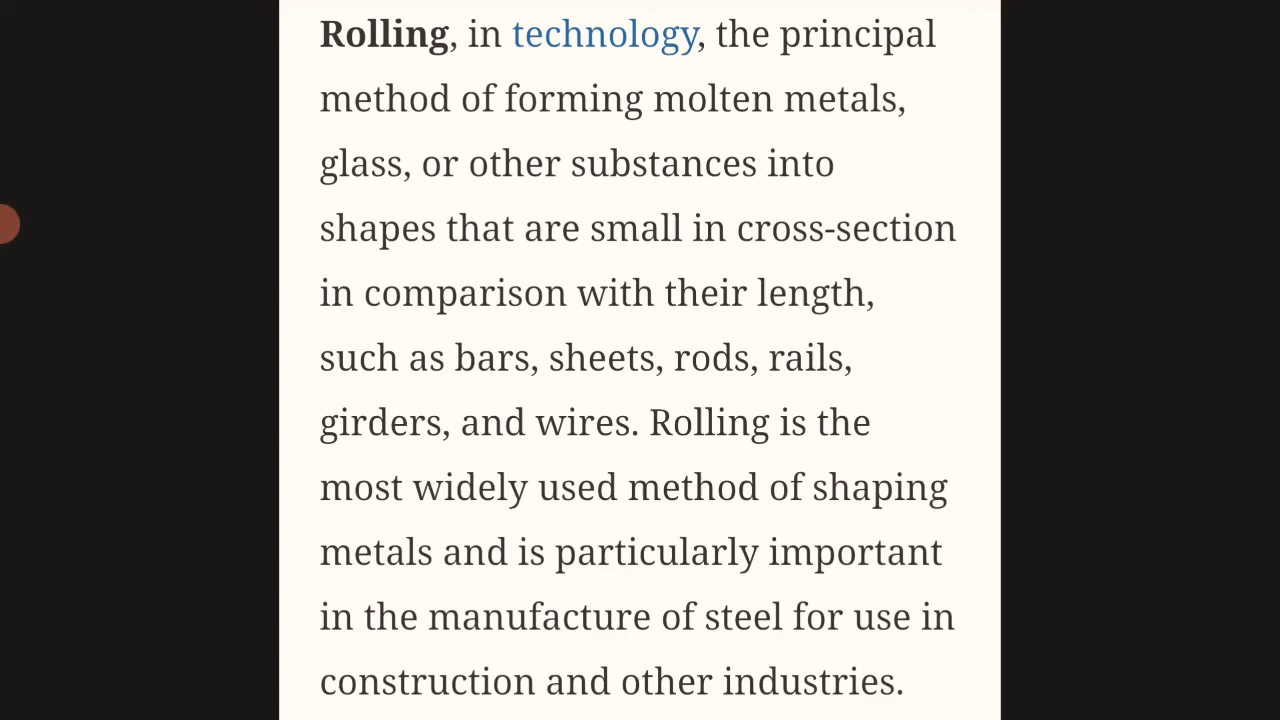 Rolling, in technology, the principal
method of forming molten metals,
glass, or other substances into
shapes that are small in cross-section
in comparison with their length,
such as bars, sheets, rods, rails,
girders, and wires. Rolling is the
most widely used method of shaping
metals and is particularly important
in the manufacture of steel for use in
construction and other industries.